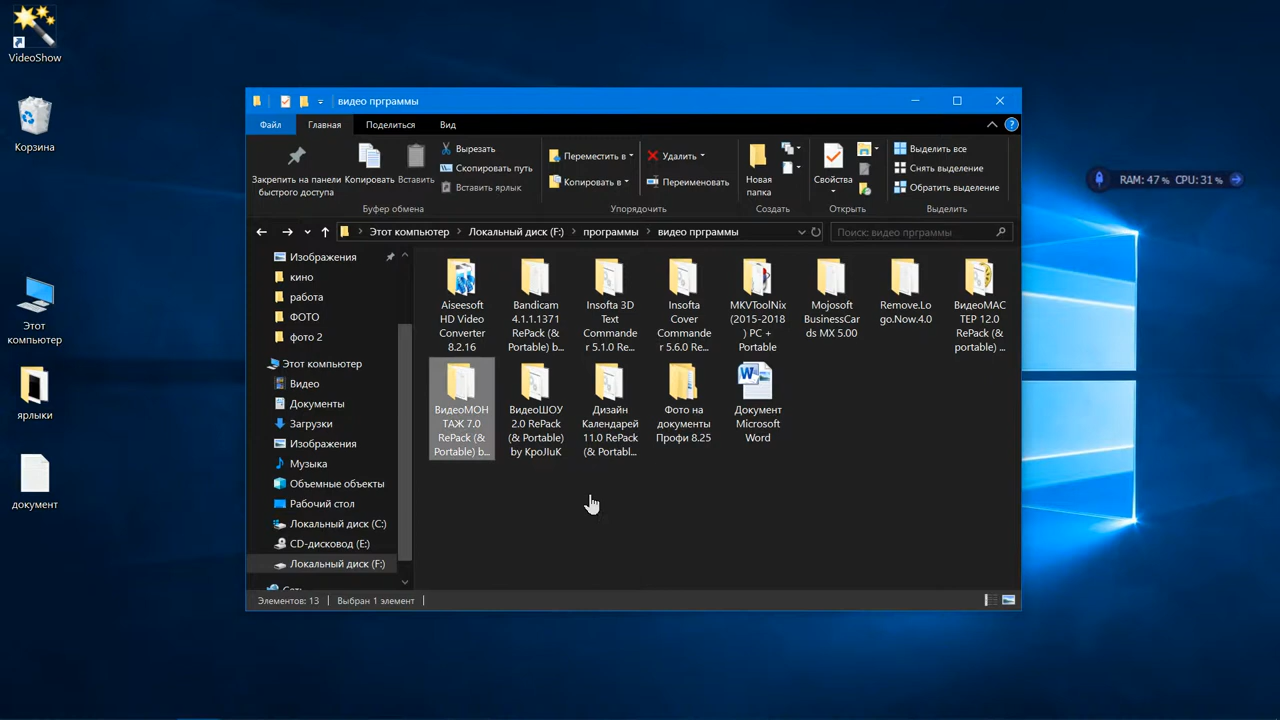 VideoShow
Корзина
Этот
компьютер
ярлыки
документ
видео прграммы
Файл
Главная
Поделиться
Вид
Закрепить на панели
быстрого доступа
Копировать
Вставить
Вырезать
Скопировать путь
Вставить ярлык
Буфер обмена
Переместить в
Копировать в
Удалить
Переименовать
Упорядочить
Новая
папка
Создать
Свойства
Открыть
Выделить все
Снять выделение
Обратить выделение
Выделить
Этот компьютер
Локальный диск (F:)
программы
видео прграммы
Поиск: видео прграммы
Изображения
кино
работа
ФОТО
фото 2
Этот компьютер
Видео
Документы
Загрузки
Изображения
Музыка
Объемные объекты
Рабочий стол
Локальный диск (C:)
CD-дисковод (E:)
Локальный диск (F:)
Aiseesoft
HD Video
Converter
8.2.16
Bandicam
4.1.1.1371
RePack (&
Portable) b...
Insofta 3D
Text
Commande
r 5.1.0 Re...
Insofta
Cover
Commande
r 5.6.0 Re...
MKVToolNix
(2015-2018
) PC +
Portable
Mojosoft
BusinessCar
ds MX 5.00
Remove.Lo
go.Now.4.0
ВидеоМАС
ТЕР 12.0
RePack (&
portable) ...
ВидеоМОН
ТАЖ 7.0
RePack (&
Portable) b...
ВидеоШОУ
2.0 RePack
(& Portable)
by KpoJIuK
Дизайн
Календарей
11.0 RePack
(& Portabl...
Фото на
документы
Профи 8.25
Документ
Microsoft
Word
Элементов: 13
Выбран 1 элемент
RAM: 47 % CPU: 31 %